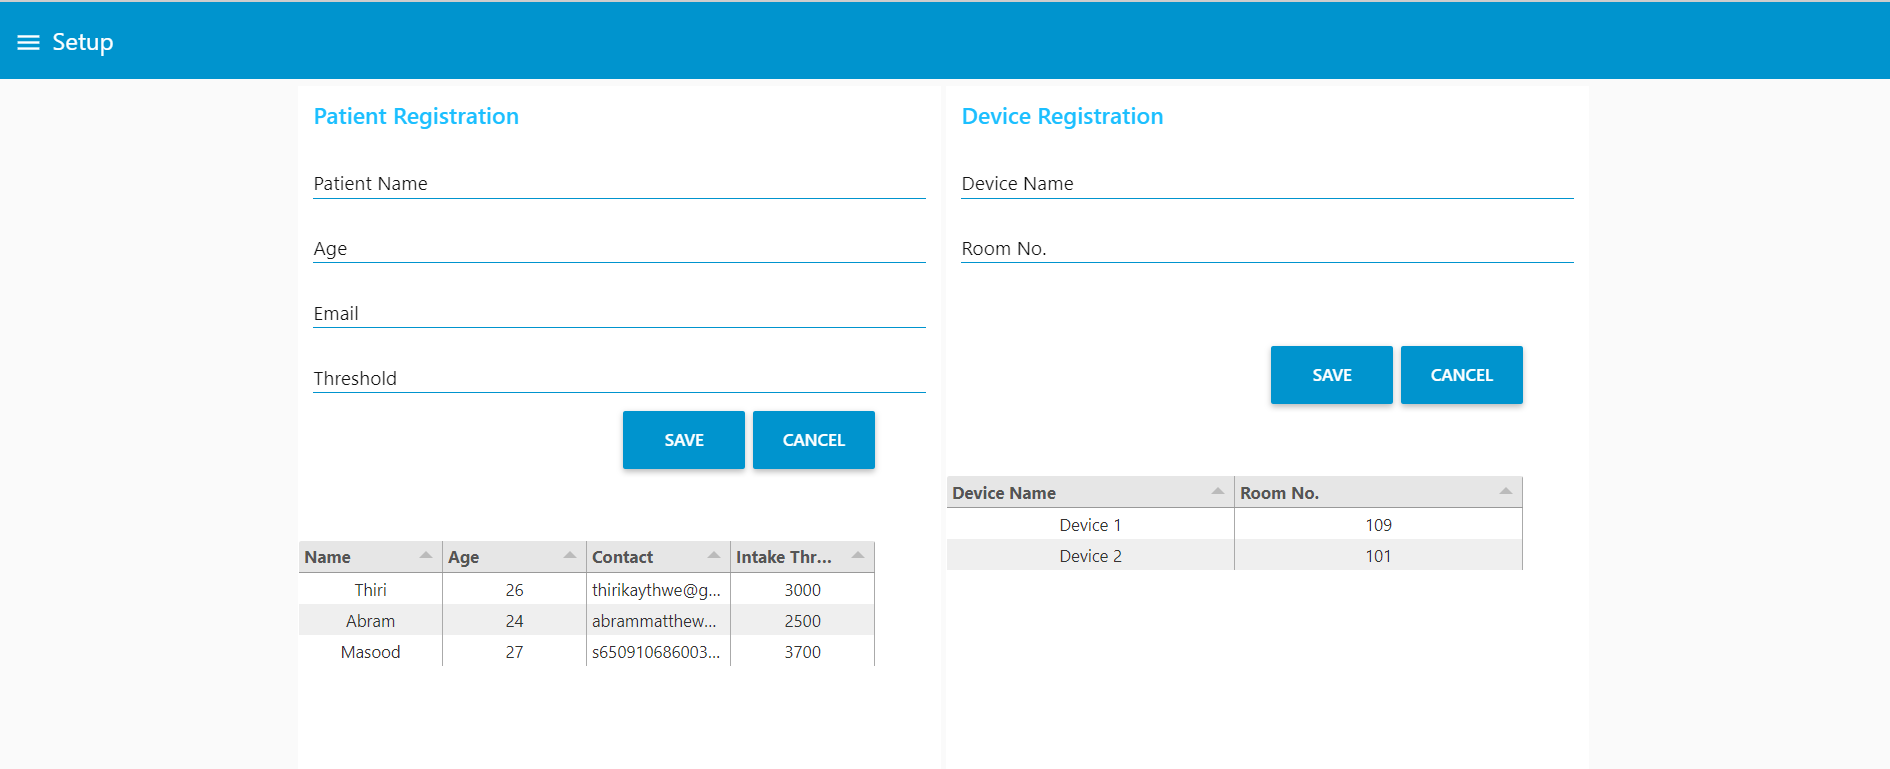 Setup
Patient Registration
Patient Name
Age
Email
Threshold
SAVE CANCEL
Name Age Contact Intake Thr...
Thiri 26 thirikaythwe@g... 3000
Abram 24 abrammatthew... 2500
Masood 27 s650910686003... 3700
Device Registration
Device Name
Room No.
SAVE CANCEL
Device Name Room No.
Device 1 109
Device 2 101